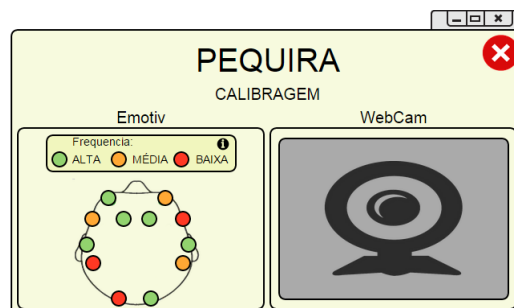 PEQUIRA
CALIBRAGEM
Emotiv
WebCam
Frequencia:
ALTA MÉDIA BAIXA